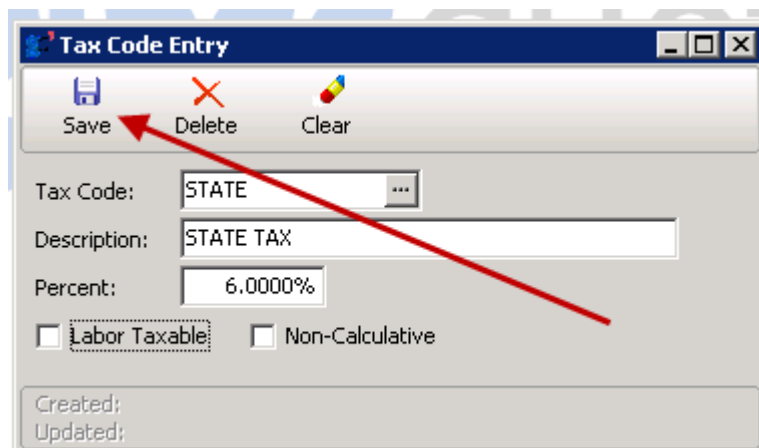 Tax Code Entry
Save Delete Clear
Tax Code: STATE ...
Description: STATE TAX
Percent: 6.0000%
Labor Taxable Non-Calculative
Created:
Updated: